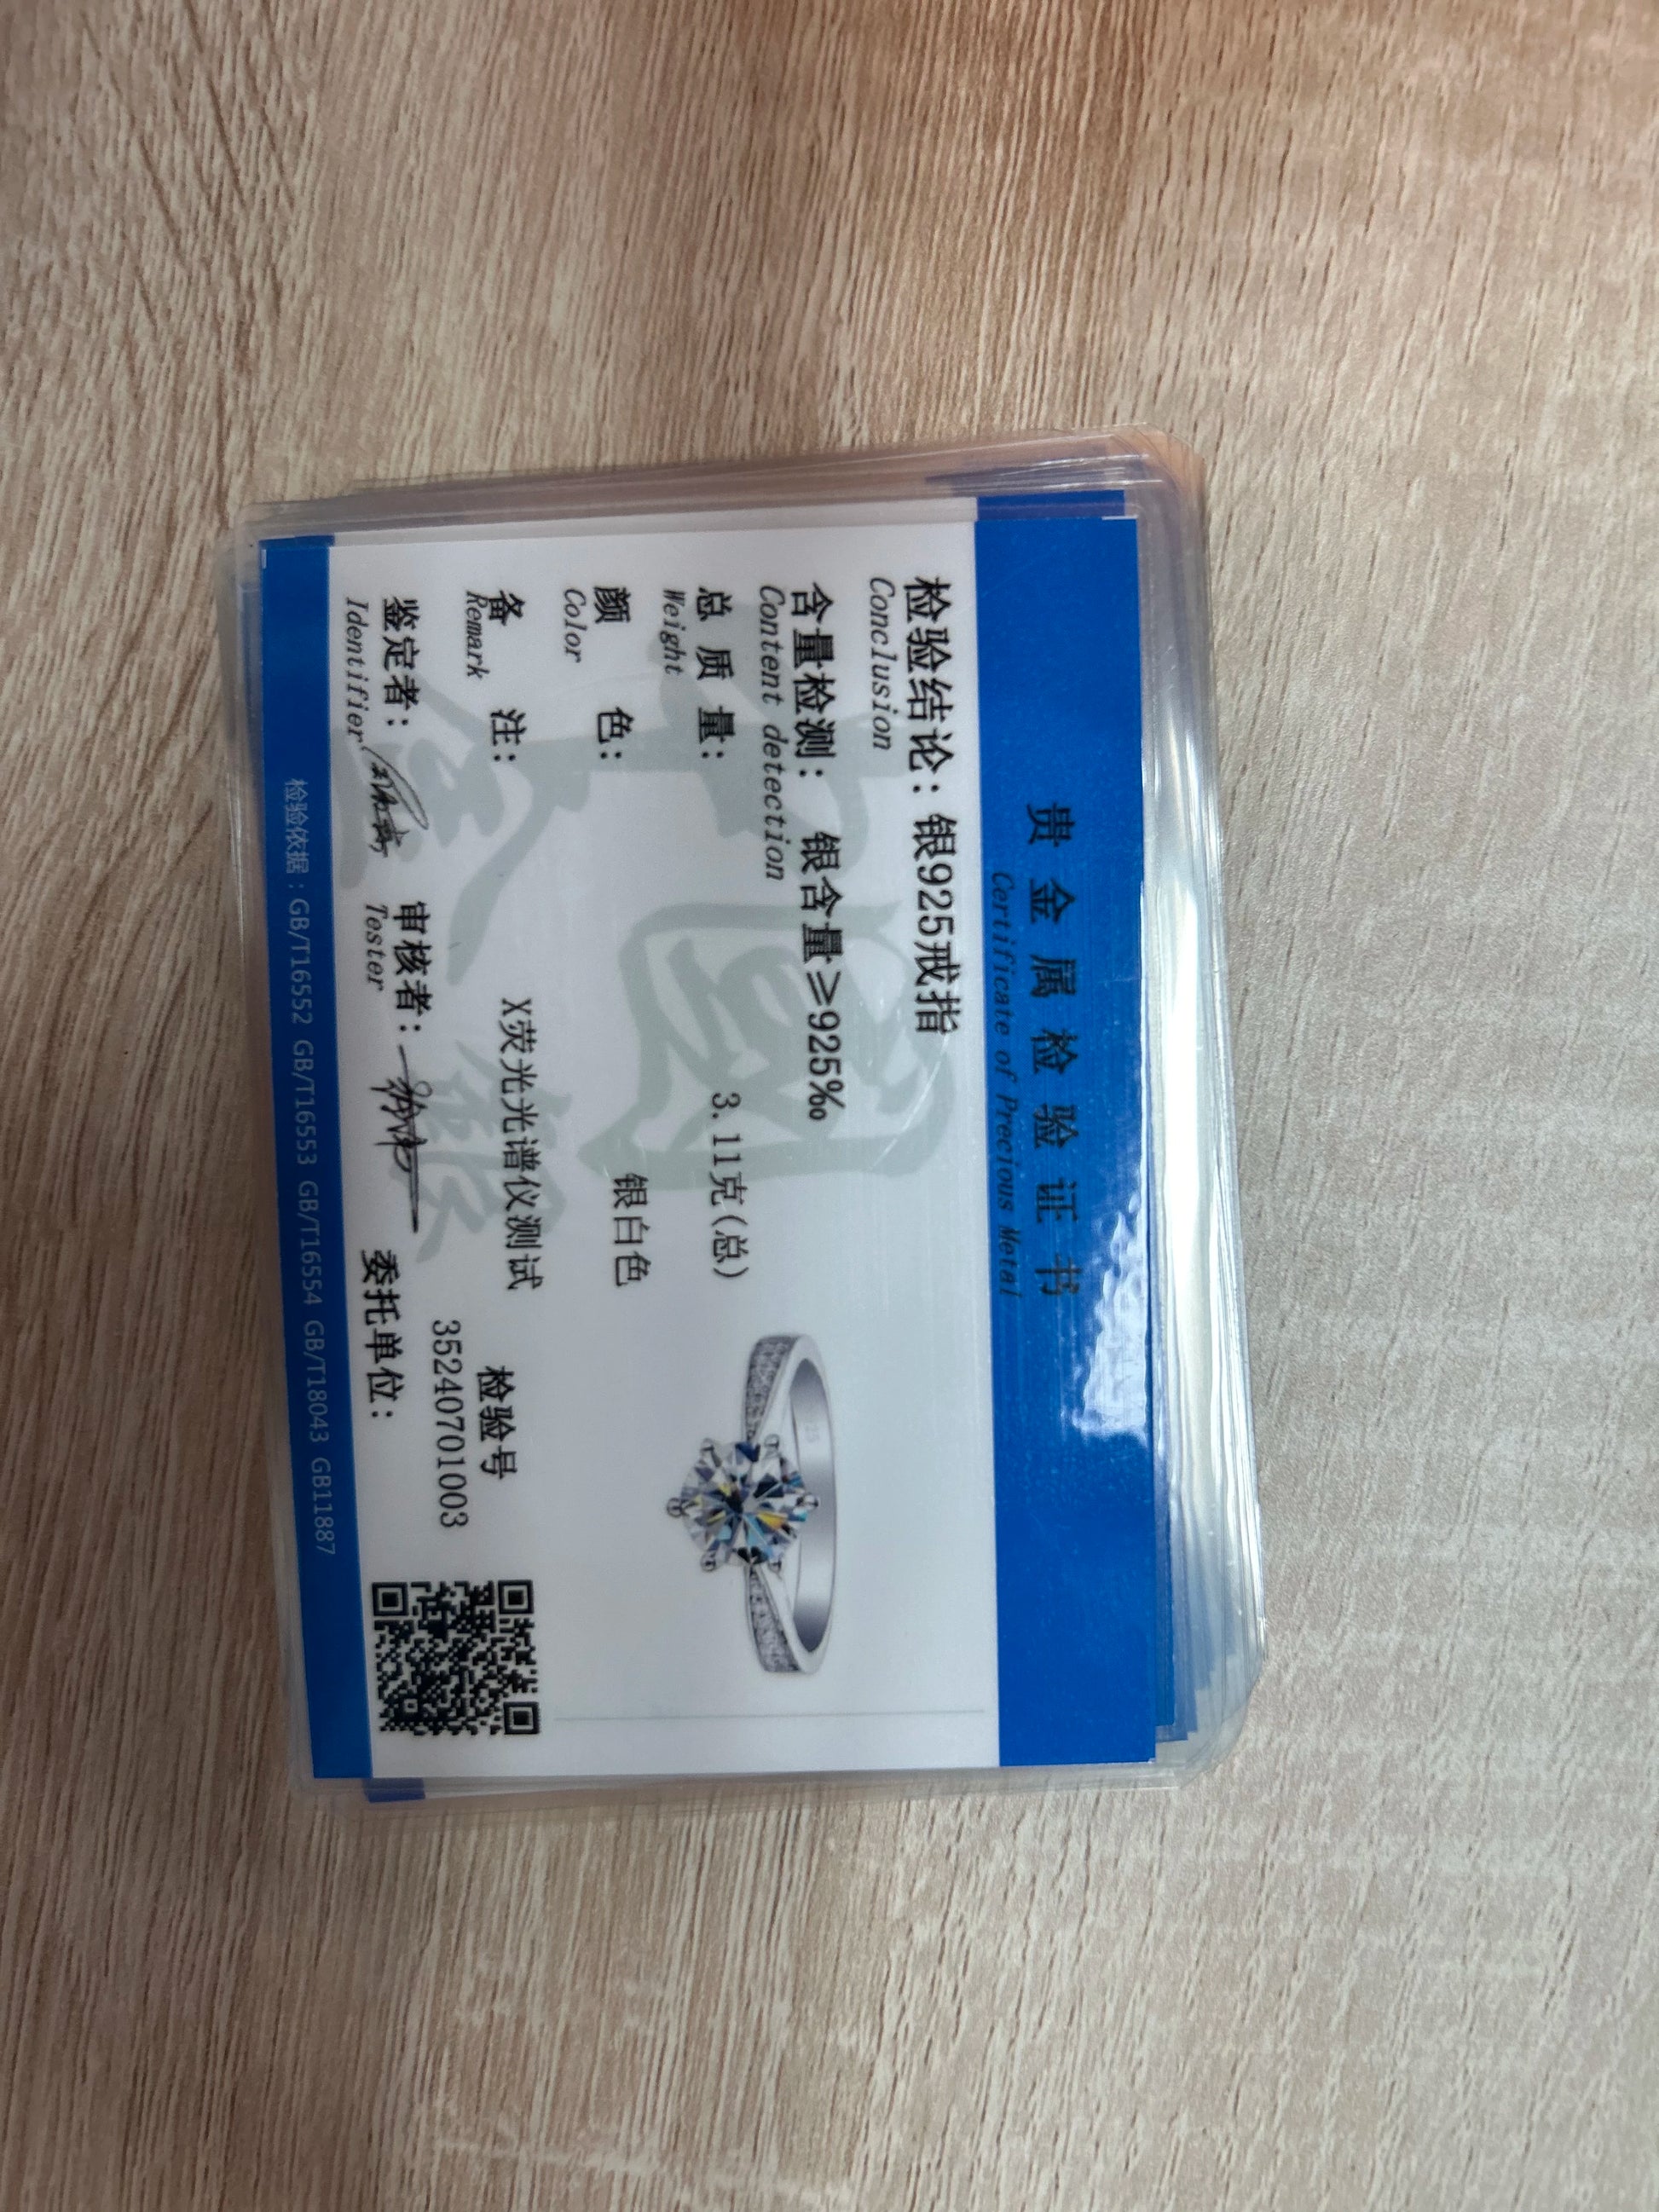 贵金属检验证书
Certificate of Precious Metal
检验结论：银925戒指
Conclusion
含量检测：银含量≥925‰
Content detection
总质量：3.11克(总)
Weight
颜色：银白色
Color
备注：X荧光光谱仪测试
Remark
检验号
35240701003
鉴定者：
Identifier
审核者：
Tester
委托单位：
检验依据：GB/T16552 GB/T16553 GB/T16554 GB/T18043 GB11887